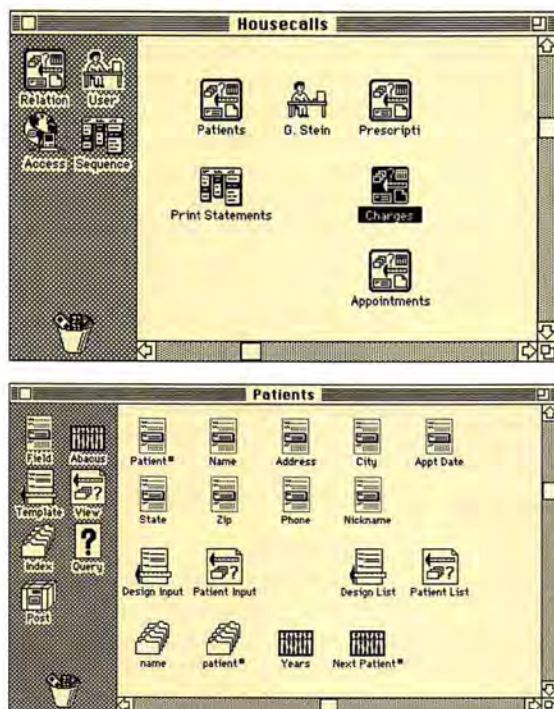 Housecalls
Relation User
Access Sequence
Patients G. Stein Prescripti
Print Statements Charges
Appointments
Patients
Field Abacus
Template View
Index Query
Post
Patient Name Address City Appt Date
State Zip Phone Nickname
Design Input Patient Input Design List Patient List
name patient Years Next Patient